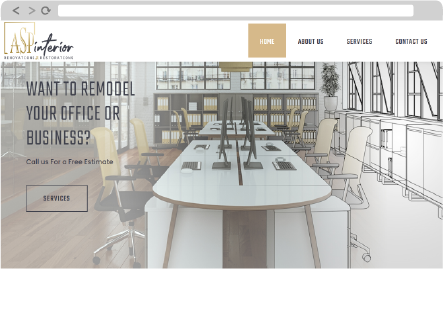 ASP interior
RENOVATIONS & RESTORATIONS
HOME
ABOUT US
SERVICES
CONTACT US
WANT TO REMODEL
YOUR OFFICE OR
BUSINESS?
Call us For a Free Estimate
SERVICES